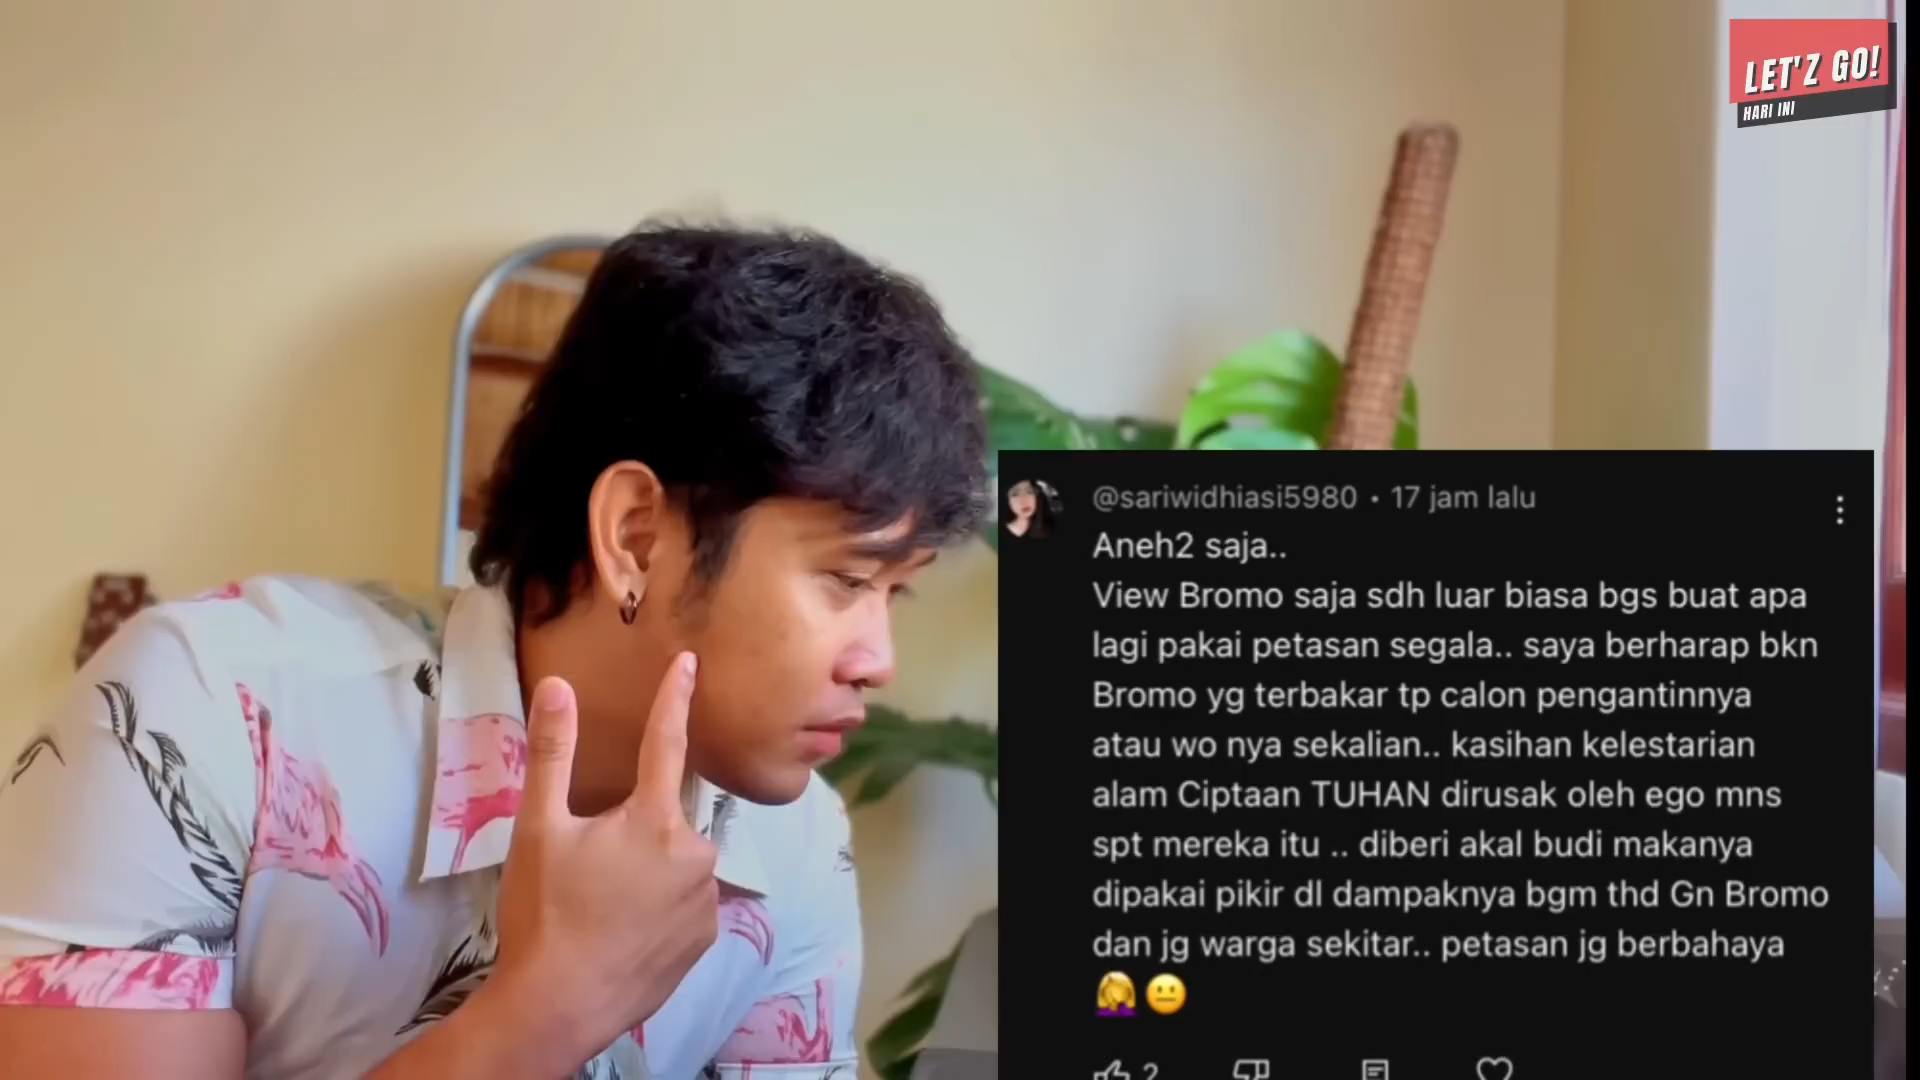 LET'Z GO!
HARI INI
@sariwidhiasi5980 • 17 jam lalu
Aneh2 saja..
View Bromo saja sdh luar biasa bgs buat apa
lagi pakai petasan segala.. saya berharap bkn
Bromo yg terbakar tp calon pengantinnya
atau wo nya sekalian.. kasihan kelestarian
alam Ciptaan TUHAN dirusak oleh ego mns
spt mereka itu .. diberi akal budi makanya
dipakai pikir dl dampaknya bgm thd Gn Bromo
dan jg warga sekitar.. petasan jg berbahaya
🤦‍♀️😐
2